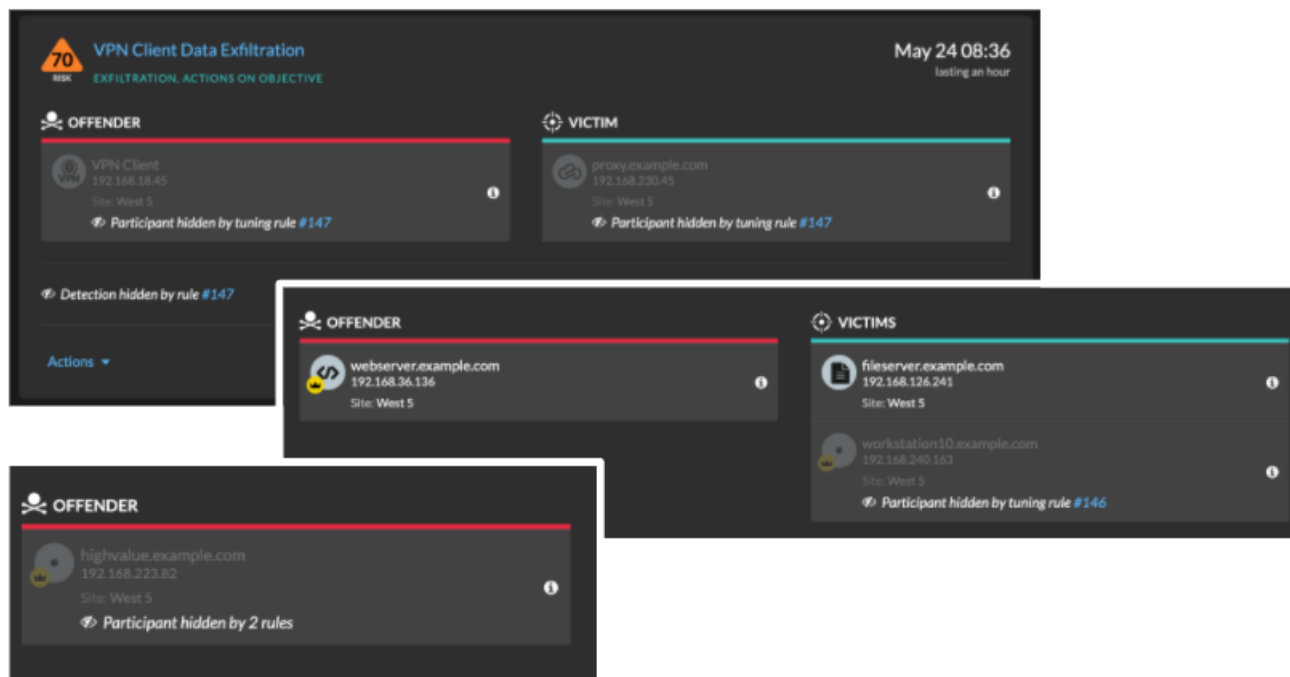 70
RISK
VPN Client Data Exfiltration
EXFILTRATION, ACTIONS ON OBJECTIVE
May 24 08:36
lasting an hour
OFFENDER
VPN
VPN Client
192.168.18.45
Site: West 5
Participant hidden by tuning rule #147
VICTIM
proxy.example.com
192.168.230.45
Site: West 5
Participant hidden by tuning rule #147
Detection hidden by rule #147
Actions
OFFENDER
webserver.example.com
192.168.36.136
Site: West 5
VICTIMS
fileserver.example.com
192.168.126.241
Site: West 5
workstation10.example.com
192.168.240.163
Site: West 5
Participant hidden by tuning rule #146
OFFENDER
highvalue.example.com
192.168.223.82
Site: West 5
Participant hidden by 2 rules